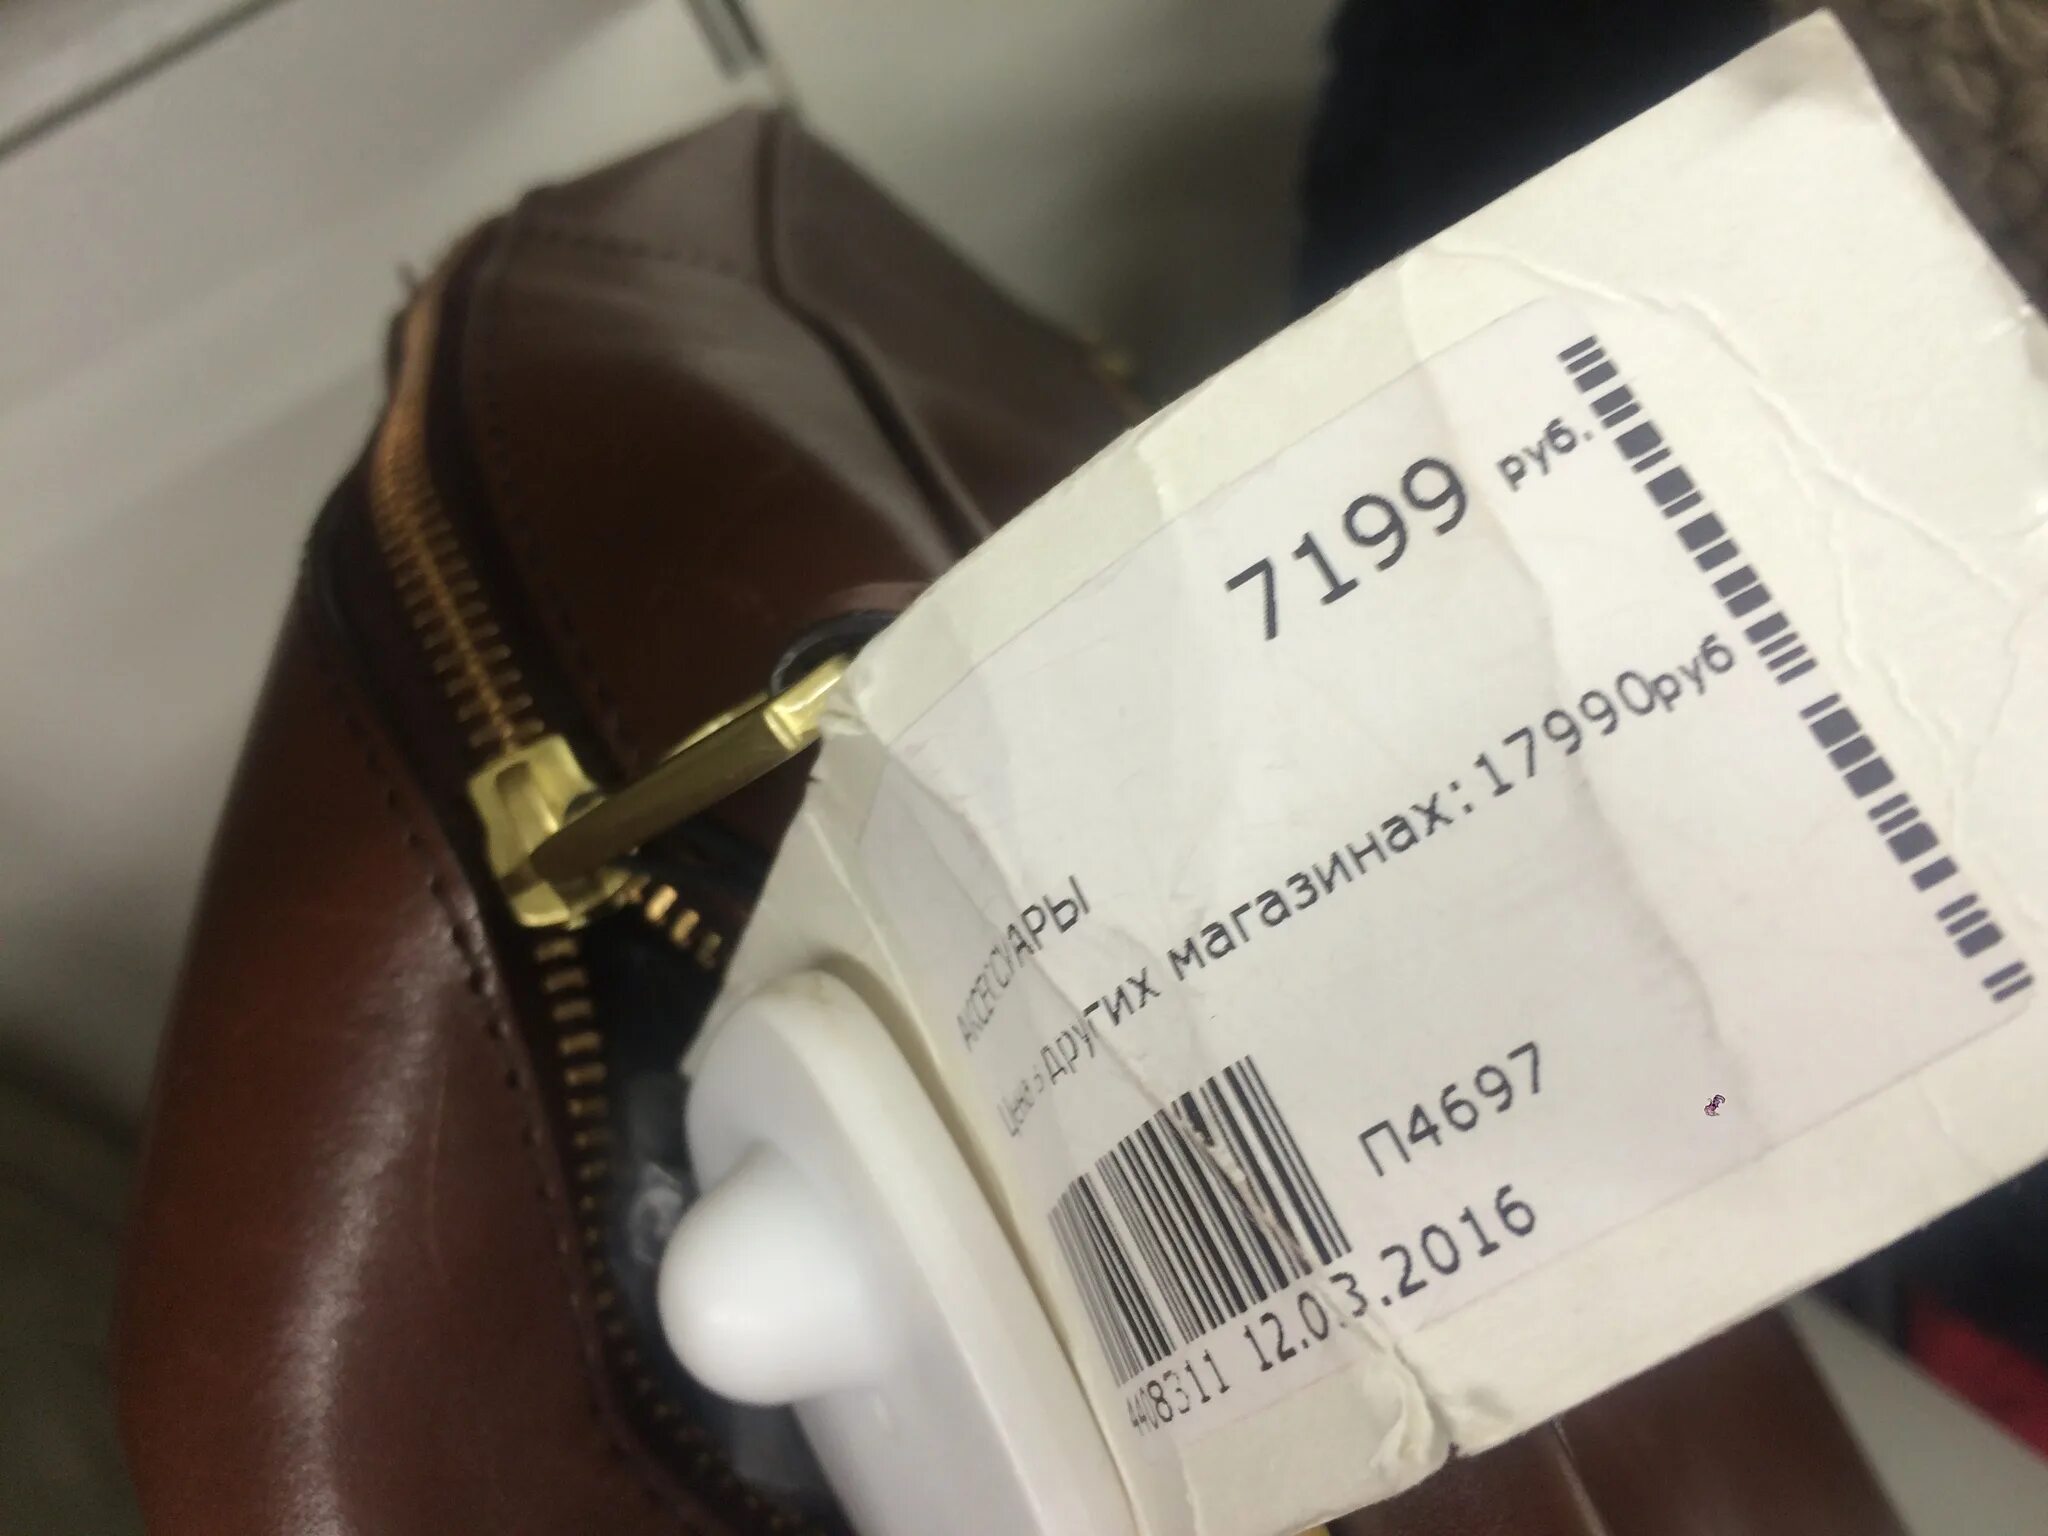 7199 руб.
АКСЕССУАРЫ
Цена в других магазинах: 17990руб
П4697
4408311 12.03.2016